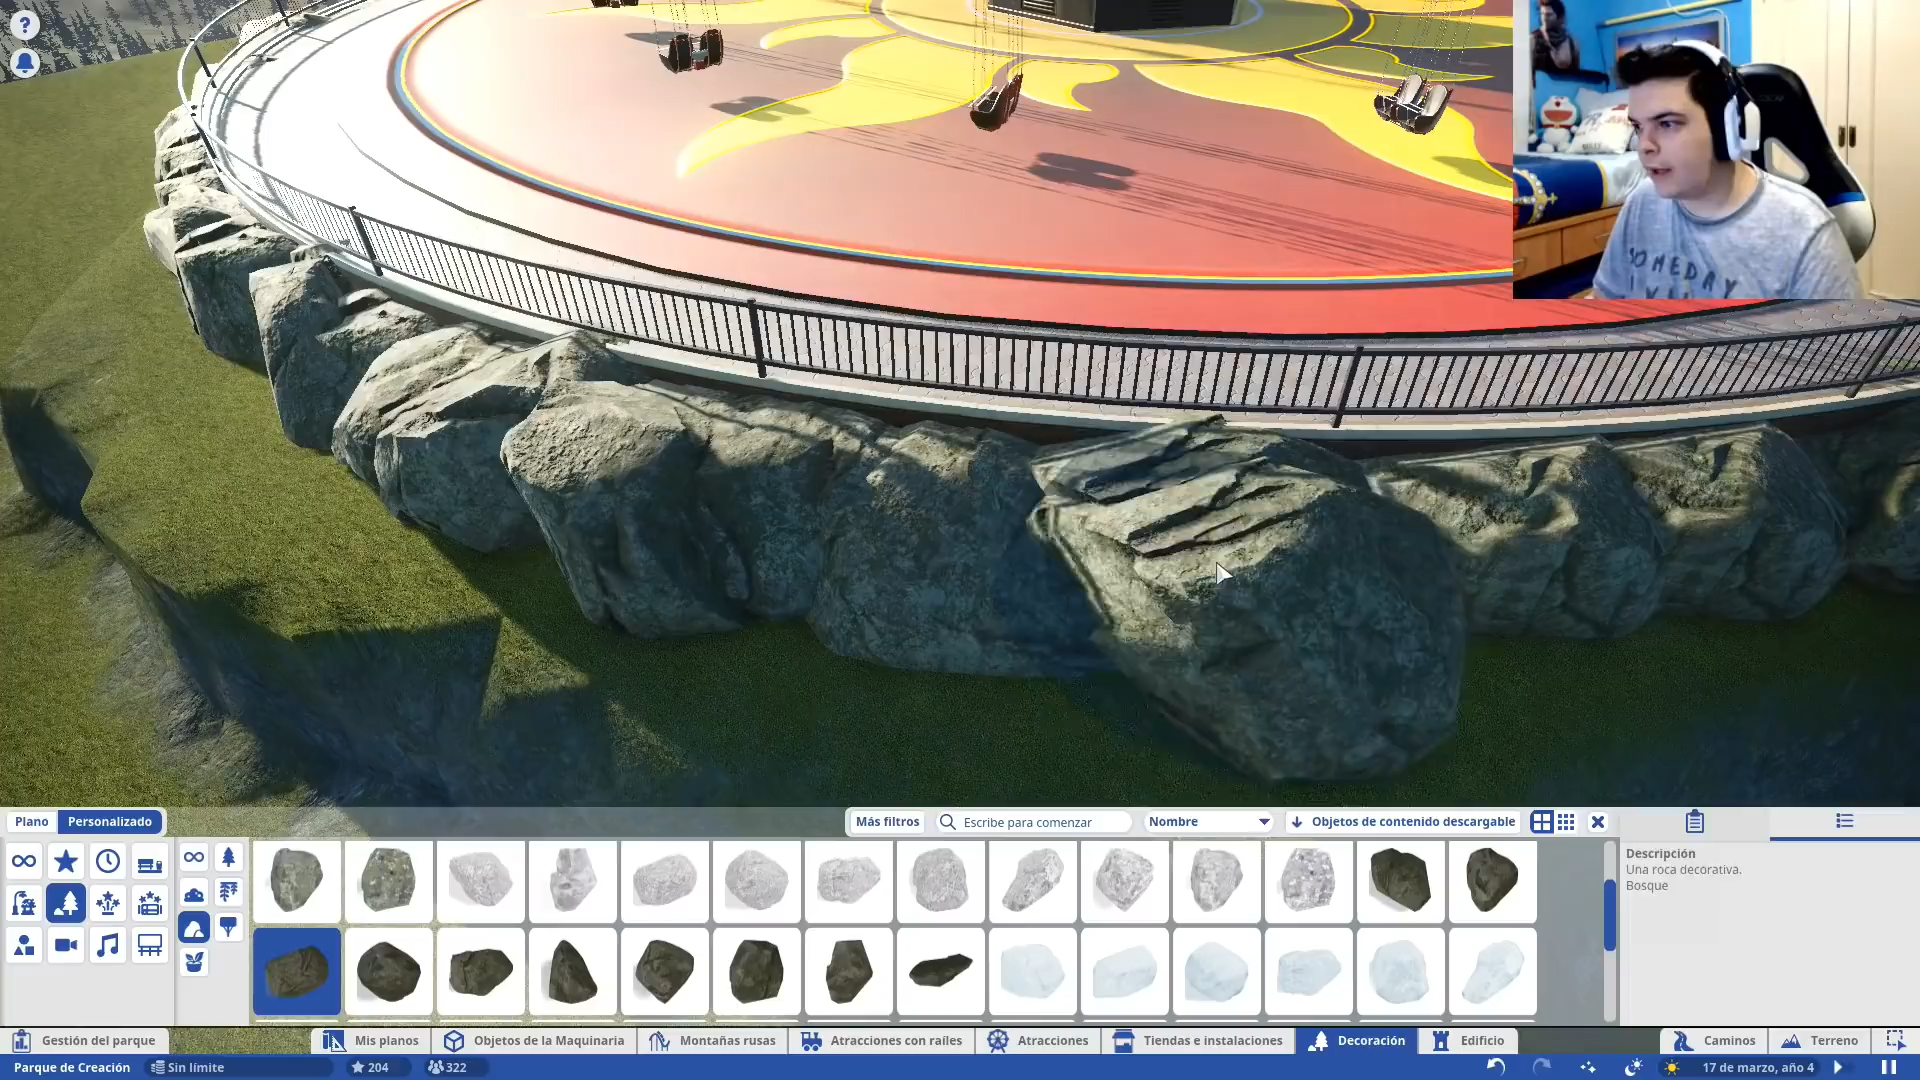 ?
SOMEDAY
Plano
Personalizado
Más filtros
Escribe para comenzar
Nombre
Objetos de contenido descargable
Descripción
Una roca decorativa.
Bosque
Gestión del parque
Mis planos
Objetos de la Maquinaria
Montañas rusas
Atracciones con raíles
Atracciones
Tiendas e instalaciones
Decoración
Edificio
Caminos
Terreno
Parque de Creación
Sin límite
204
322
17 de marzo, año 4